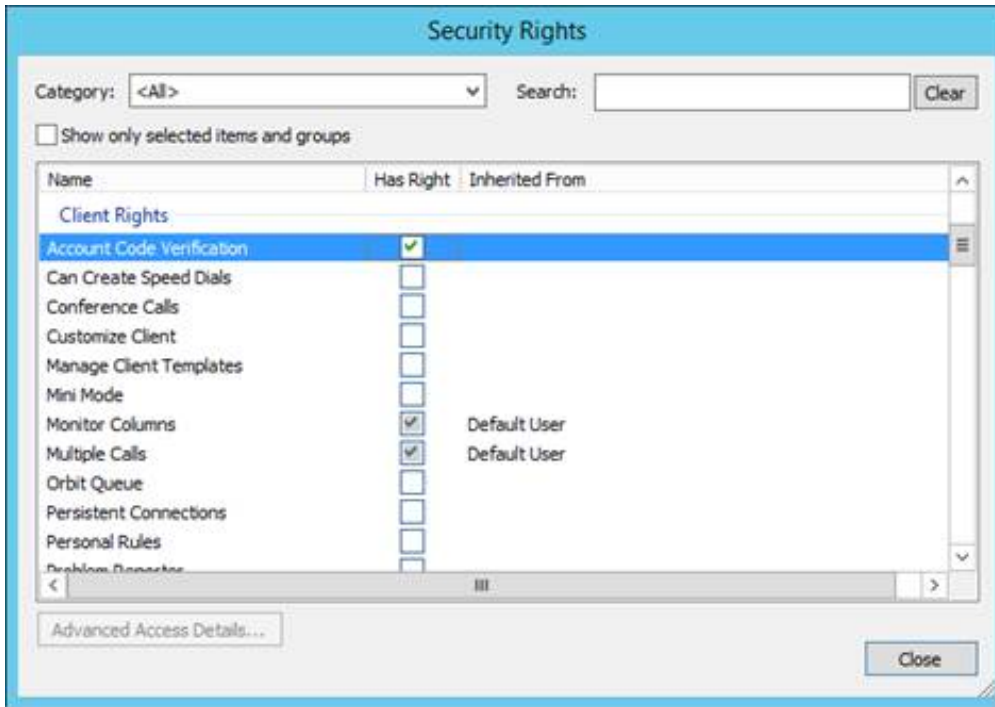 Security Rights
Category: <All> Search: Clear
Show only selected items and groups
Name Has Right Inherited From
Client Rights
Account Code Verification
Can Create Speed Dials
Conference Calls
Customize Client
Manage Client Templates
Mini Mode
Monitor Columns Default User
Multiple Calls Default User
Orbit Queue
Persistent Connections
Personal Rules
Problem Reporter
Advanced Access Details...
Close